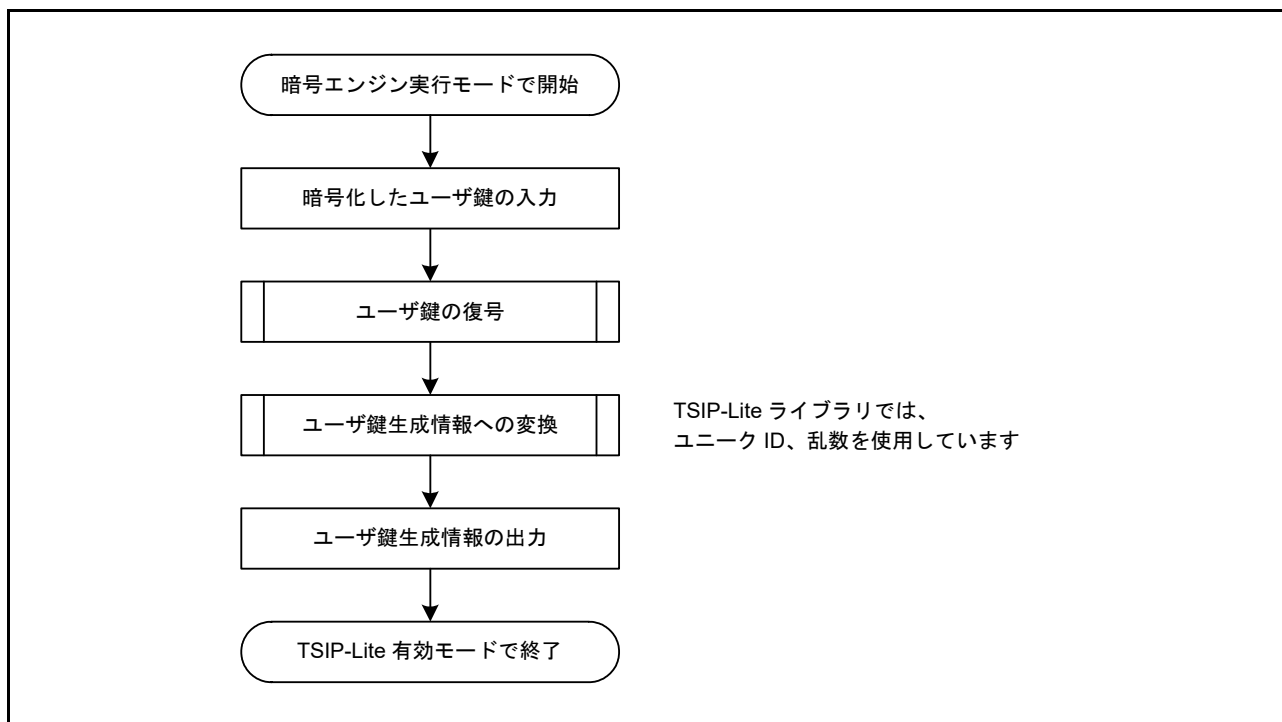 暗号エンジン実行モードで開始
暗号化したユーザ鍵の入力
ユーザ鍵の復号
ユーザ鍵生成情報への変換
TSIP-Lite ライブラリでは、
ユニーク ID、乱数を使用しています
ユーザ鍵生成情報の出力
TSIP-Lite 有効モードで終了